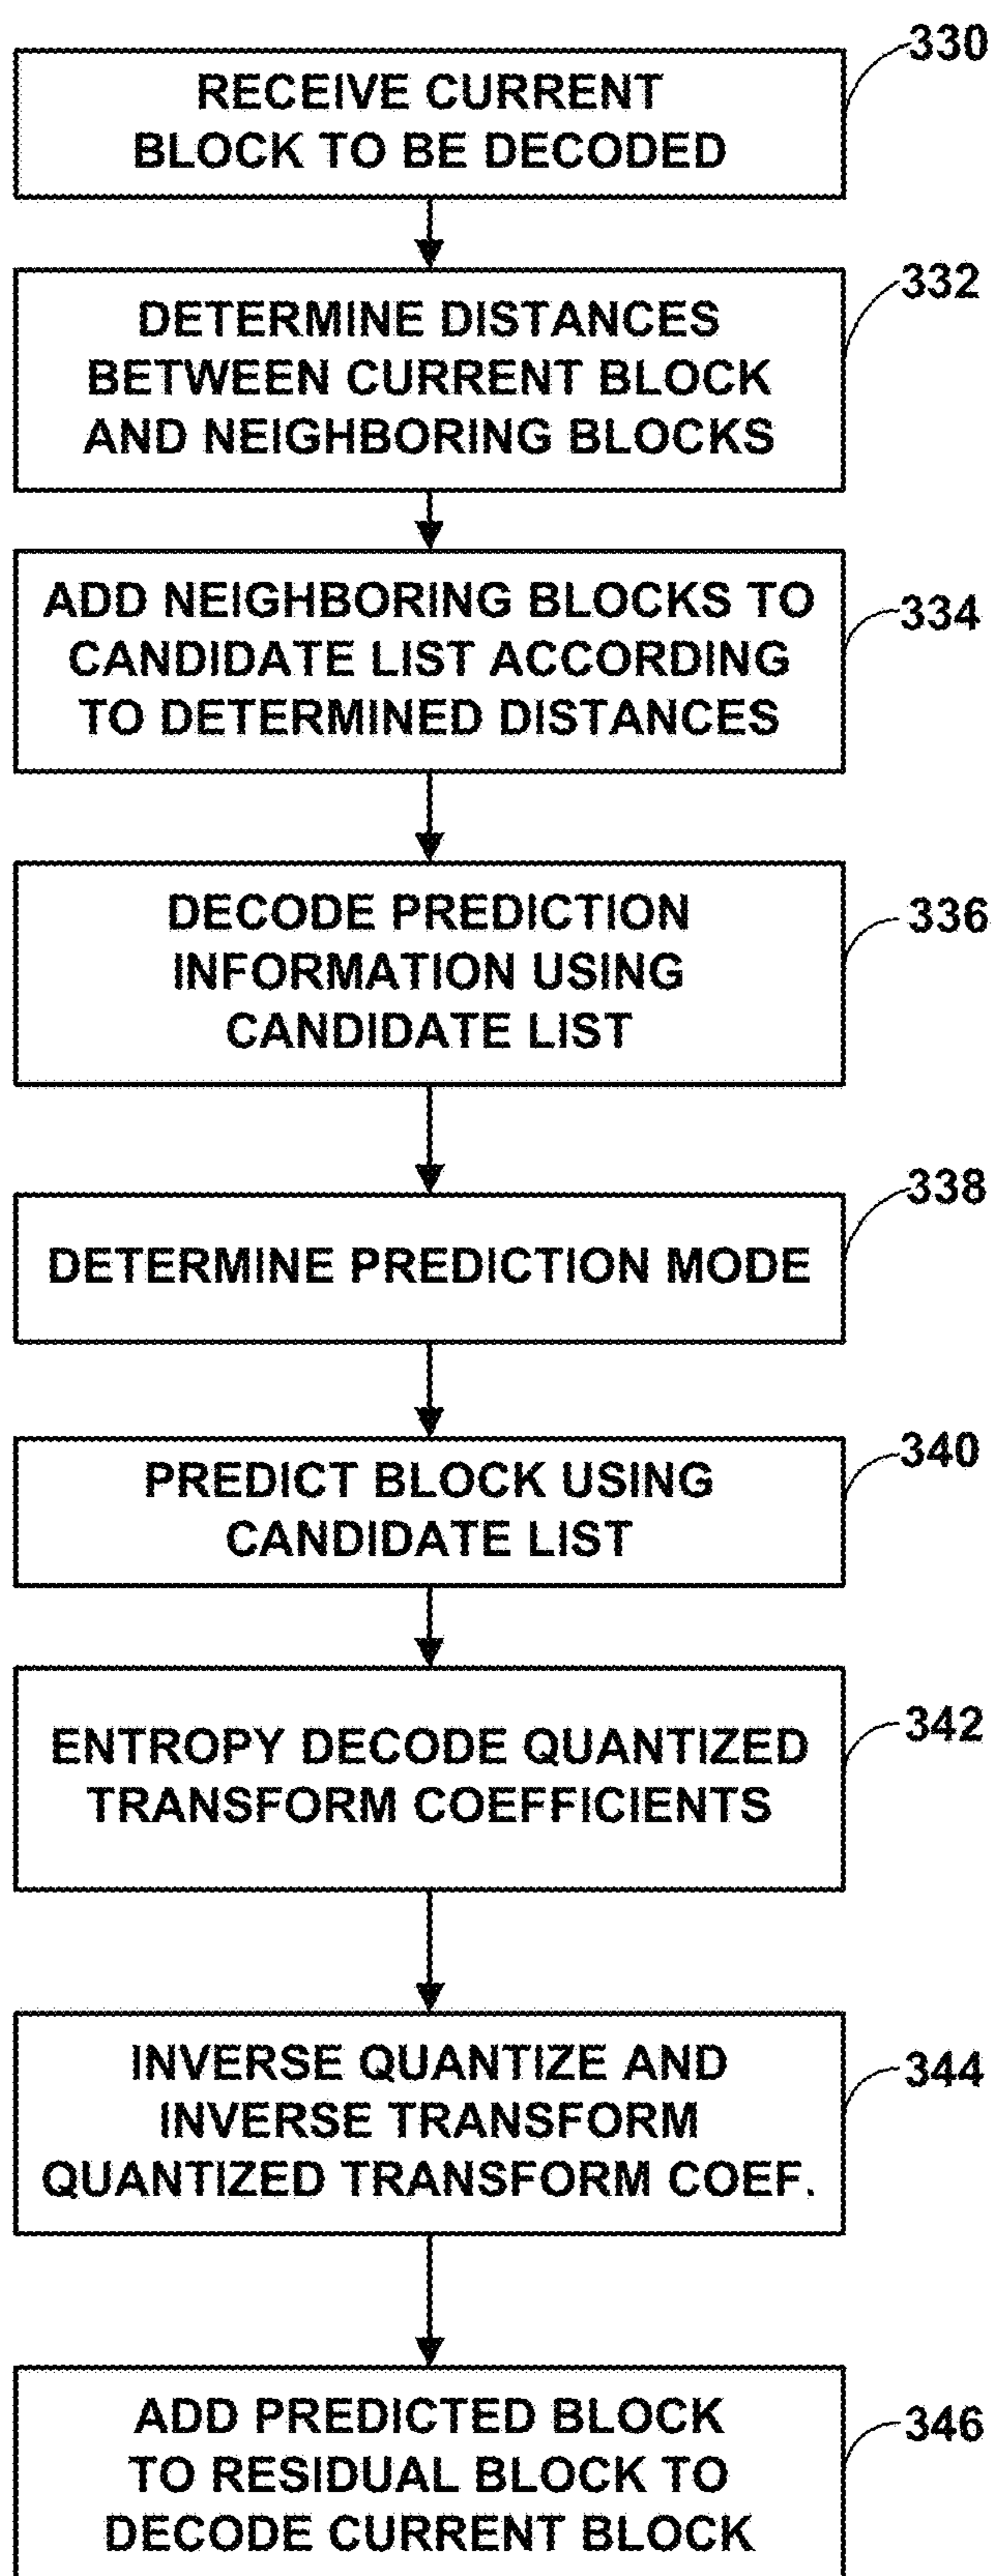 330
RECEIVE CURRENT
BLOCK TO BE DECODED
332
DETERMINE DISTANCES
BETWEEN CURRENT BLOCK
AND NEIGHBORING BLOCKS
334
ADD NEIGHBORING BLOCKS TO
CANDIDATE LIST ACCORDING
TO DETERMINED DISTANCES
336
DECODE PREDICTION
INFORMATION USING
CANDIDATE LIST
338
DETERMINE PREDICTION MODE
340
PREDICT BLOCK USING
CANDIDATE LIST
342
ENTROPY DECODE QUANTIZED
TRANSFORM COEFFICIENTS
344
INVERSE QUANTIZE AND
INVERSE TRANSFORM
QUANTIZED TRANSFORM COEF.
346
ADD PREDICTED BLOCK
TO RESIDUAL BLOCK TO
DECODE CURRENT BLOCK